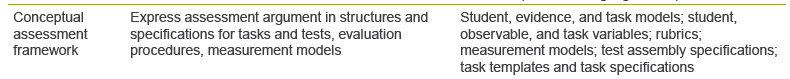 Conceptual assessment framework
Express assessment argument in structures and specifications for tasks and tests, evaluation procedures, measurement models
Student, evidence, and task models; student, observable, and task variables; rubrics; measurement models; test assembly specifications; task templates and task specifications